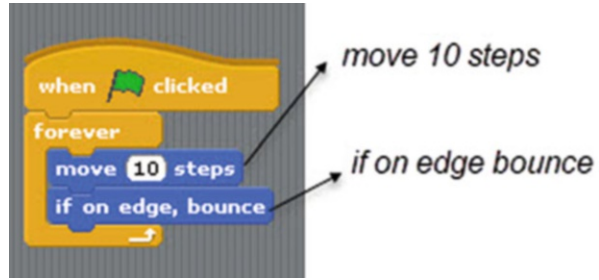 move 10 steps
when clicked
forever
move 10 steps
if on edge, bounce
if on edge bounce